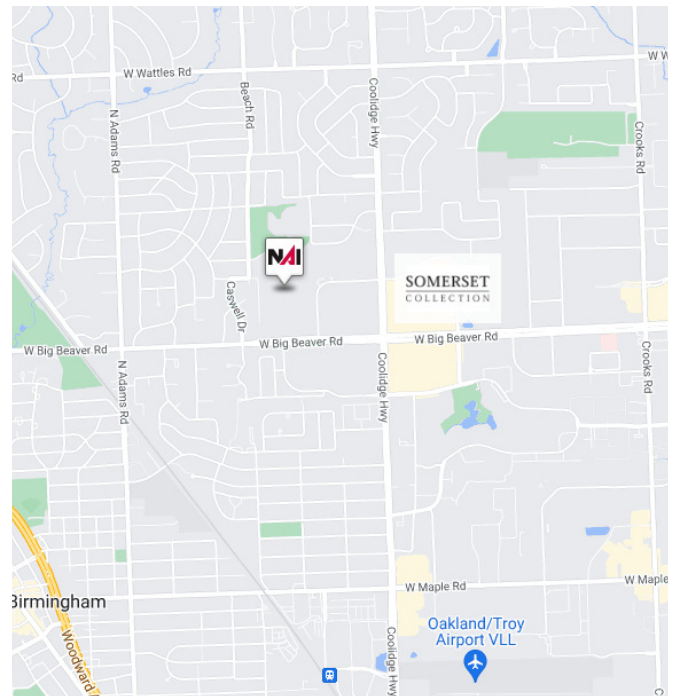 W Wattles Rd
W W
Rd
Beach Rd
Coolidge Hwy
N Adams Rd
Crooks Rd
NAI
SOMERSET
COLLECTION
Caswell Dr
W Big Beaver Rd
W Big Beaver Rd
W Big Beaver Rd
N Adams Rd
Coolidge Hwy
Crooks Rd
W Maple Rd
W Maple
Birmingham
Oakland/Troy
Airport VLL
Coolidge Hwy
Woodward